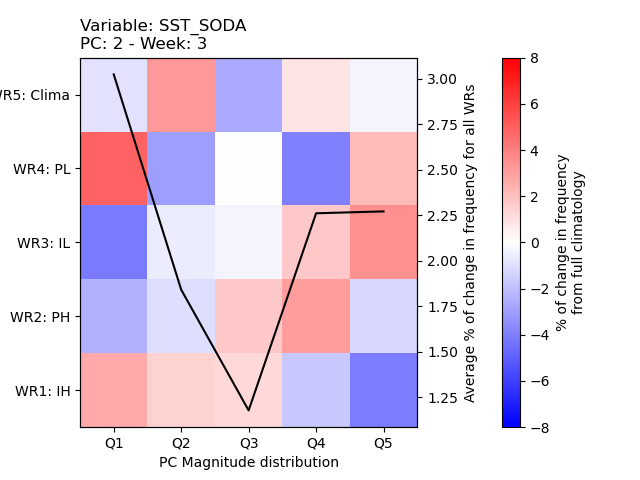 Variable: SST_SODA
PC: 2 - Week: 3
WR5: Clima
WR4: PL
WR3: IL
WR2: PH
WR1: IH
Q1 Q2 Q3 Q4 Q5
PC Magnitude distribution
3.00
2.75
2.50
2.25
2.00
1.75
1.50
1.25
Average % of change in frequency for all WRs
8
6
4
2
0
−2
−4
−6
−8
% of change in frequency
from full climatology